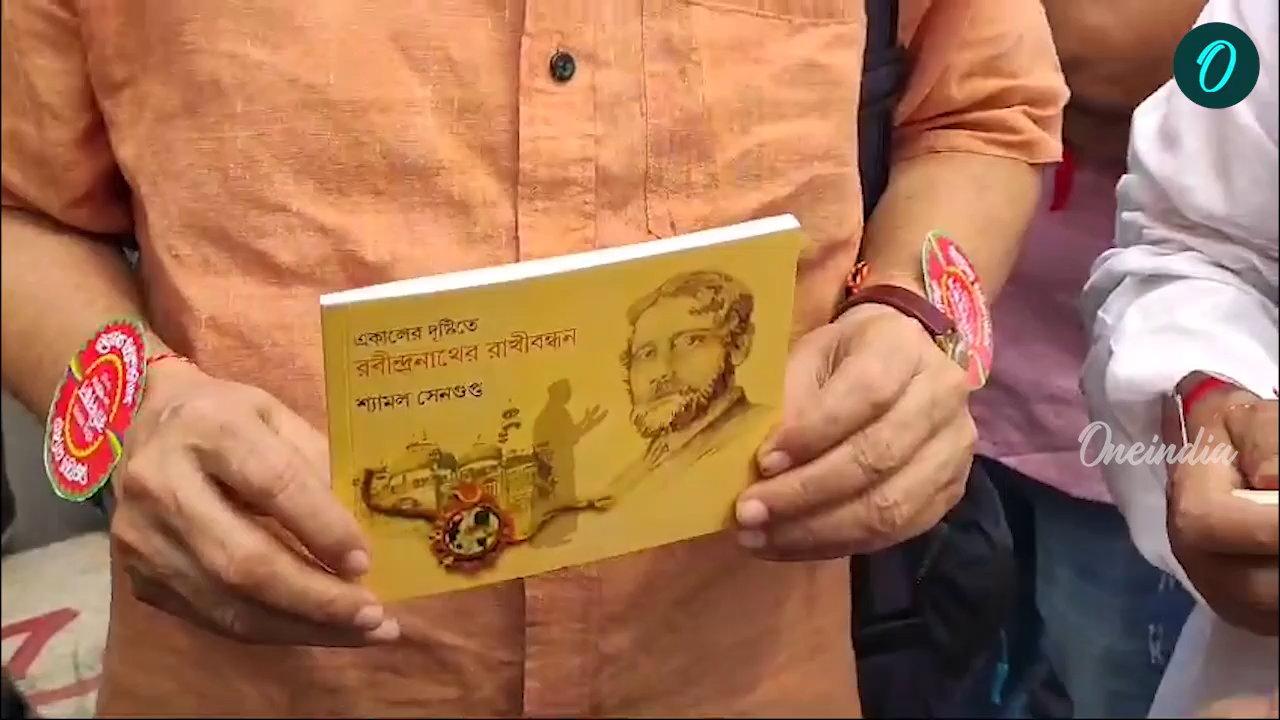 একালের দৃষ্টিতে
রবীন্দ্রনাথের রাখীবন্ধন
শ্যামল সেনগুপ্ত
O
Oneindia